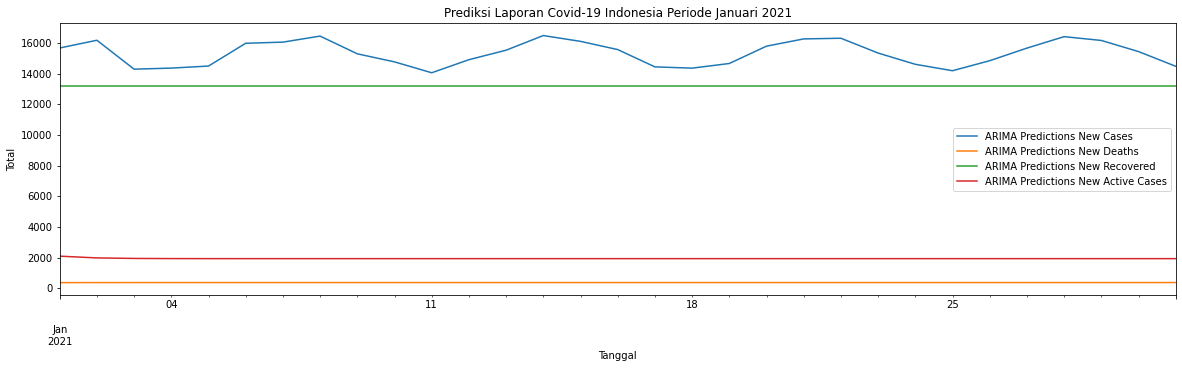 Prediksi Laporan Covid-19 Indonesia Periode Januari 2021
Total
16000
14000
12000
10000
8000
6000
4000
2000
0
ARIMA Predictions New Cases
ARIMA Predictions New Deaths
ARIMA Predictions New Recovered
ARIMA Predictions New Active Cases
04
11
18
25
Jan
2021
Tanggal